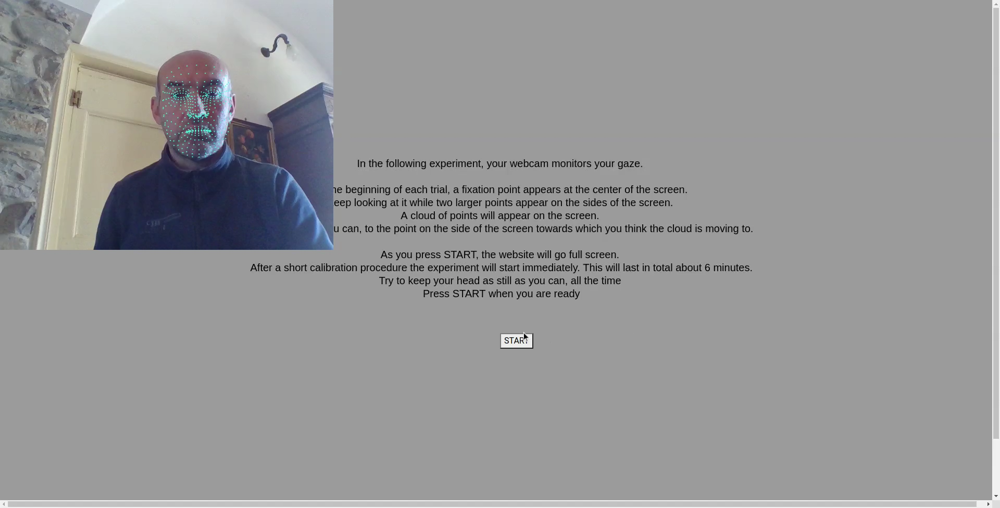 In the following experiment, your webcam monitors your gaze.
beginning of each trial, a fixation point appears at the center of the screen.
looking at it while two larger points appear on the sides of the screen.
A cloud of points will appear on the screen.
can, to the point on the side of the screen towards which you think the cloud is moving to.
As you press START, the website will go full screen.
After a short calibration procedure the experiment will start immediately. This will last in total about 6 minutes.
Try to keep your head as still as you can, all the time
Press START when you are ready
START